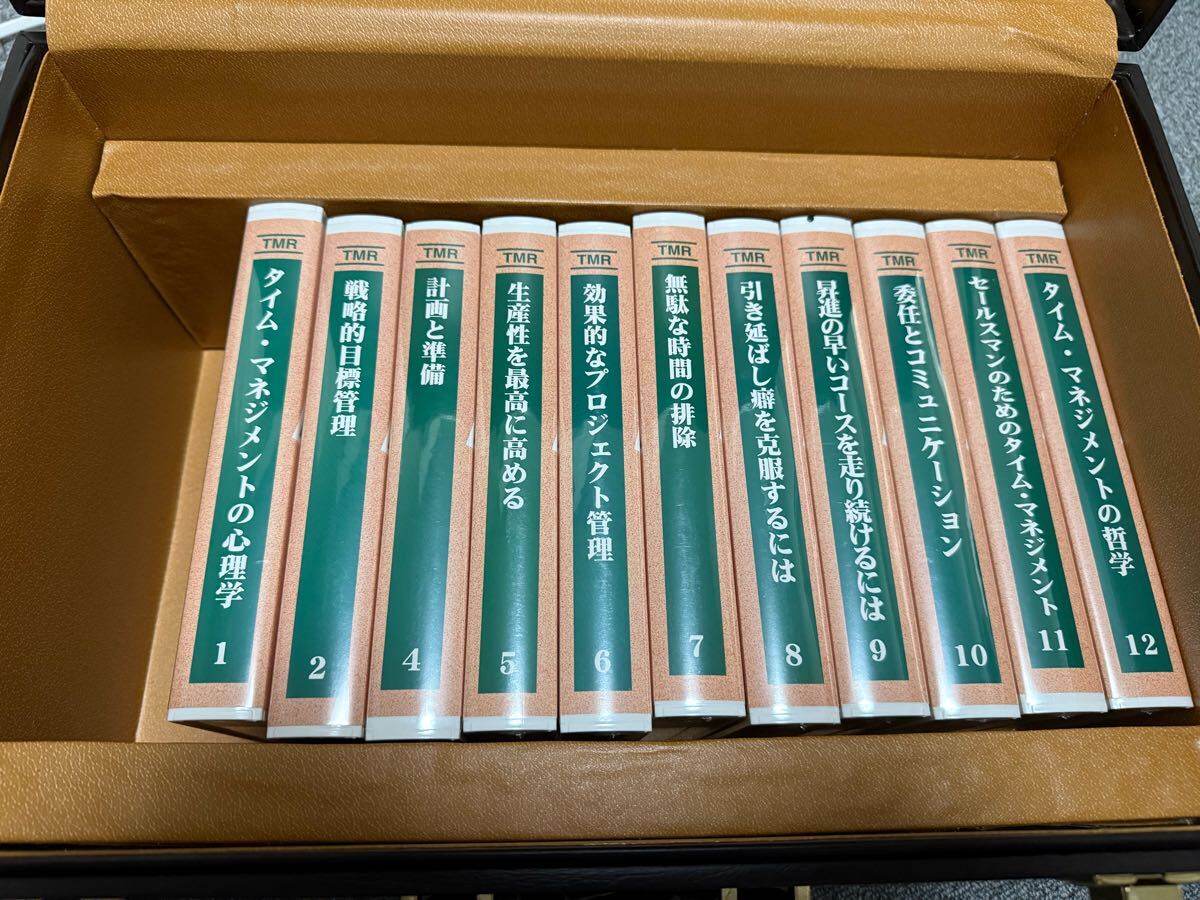 TMR
タイム・マネジメントの心理学
1
TMR
戦略的目標管理
2
TMR
計画と準備
4
TMR
生産性を最高に高める
5
TMR
効果的なプロジェクト管理
6
TMR
無駄な時間の排除
7
TMR
引き延ばし癖を克服するには
8
TMR
昇進の早いコースを走り続けるには
9
TMR
委任とコミュニケーション
10
TMR
セールスマンのためのタイム・マネジメント
11
TMR
タイム・マネジメントの哲学
12